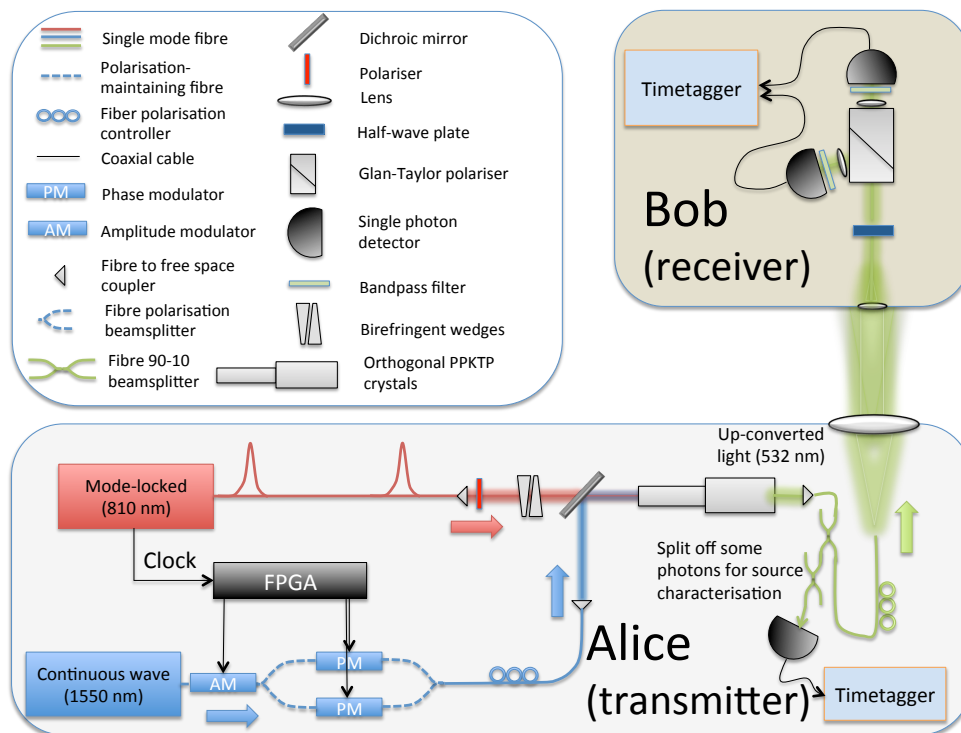 Single mode fibre
Polarisation-
maintaining fibre
Fiber polarisation
controller
Coaxial cable
PM
Phase modulator
AM
Amplitude modulator
Fibre to free space
coupler
Fibre polarisation
beamsplitter
Fibre 90-10
beamsplitter
Dichroic mirror
Polariser
Lens
Half-wave plate
Glan-Taylor polariser
Single photon
detector
Bandpass filter
Birefringent wedges
Orthogonal PPKTP
crystals
Timetagger
Bob
(receiver)
Up-converted
light (532 nm)
Mode-locked
(810 nm)
Clock
FPGA
Split off some
photons for source
characterisation
Continuous wave
(1550 nm)
AM
PM
PM
Alice
(transmitter)
Timetagger